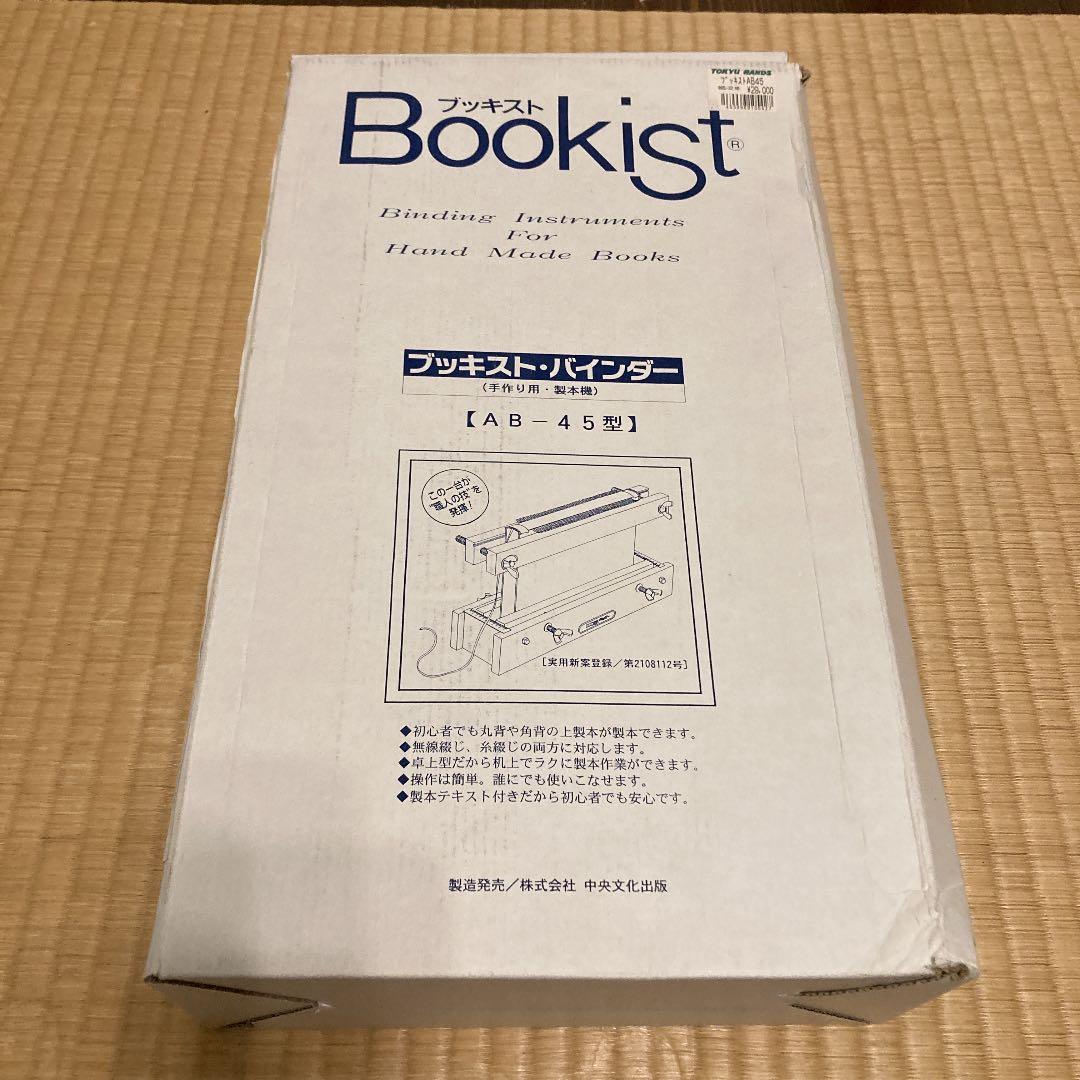 TOKYU HANDS
ブッキストAB45
¥29,000
ブッキスト
Bookist®
Binding Instruments
For
Hand Made Books
ブッキスト・バインダー
（手作り用・製本機）
【AB－45型】
この一台が
"職人の技"を
発揮！
［実用新案登録／第2108112号］
◆初心者でも丸背や角背の上製本が製本できます。
◆無線綴じ、糸綴じの両方に対応します。
◆卓上型だから机上でラクに製本作業ができます。
◆操作は簡単。誰にでも使いこなせます。
◆製本テキスト付きだから初心者でも安心です。
製造発売／株式会社 中央文化出版